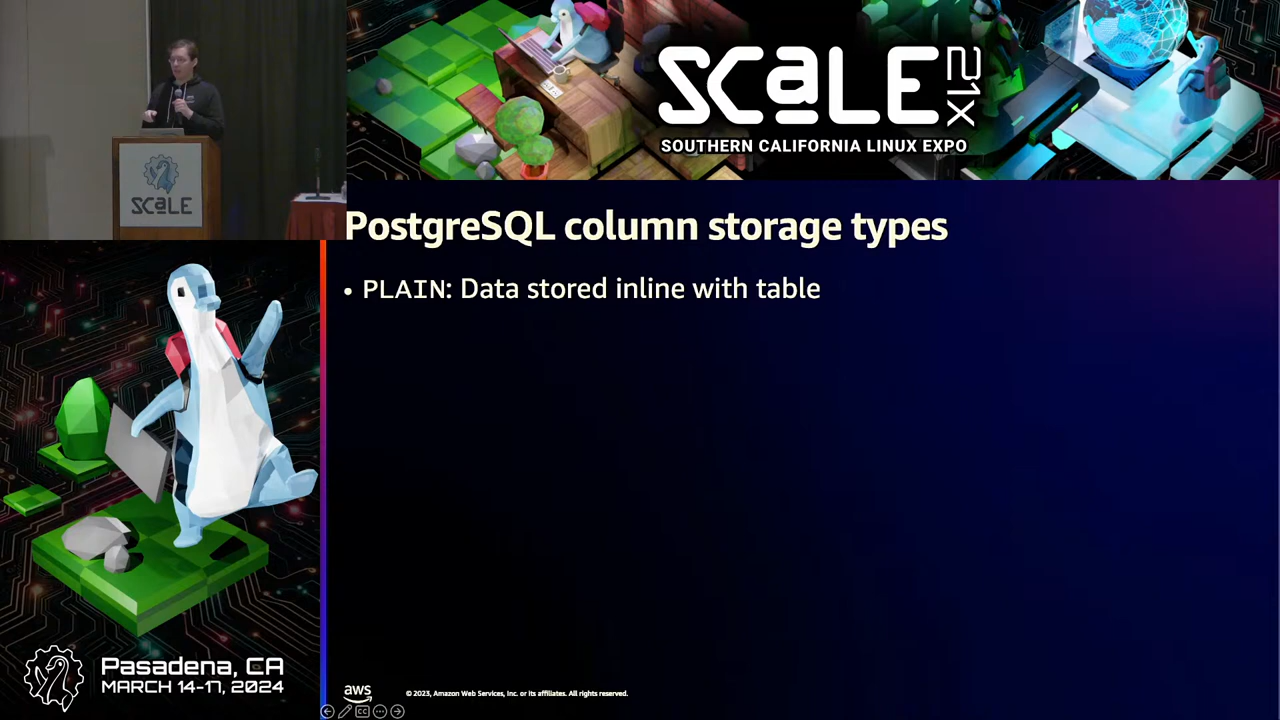 SCaLE 21X
SOUTHERN CALIFORNIA LINUX EXPO
SCaLE
PostgreSQL column storage types
• PLAIN: Data stored inline with table
Pasadena, CA
MARCH 14-17, 2024
aws
© 2023, Amazon Web Services, Inc. or its affiliates. All rights reserved.
CC